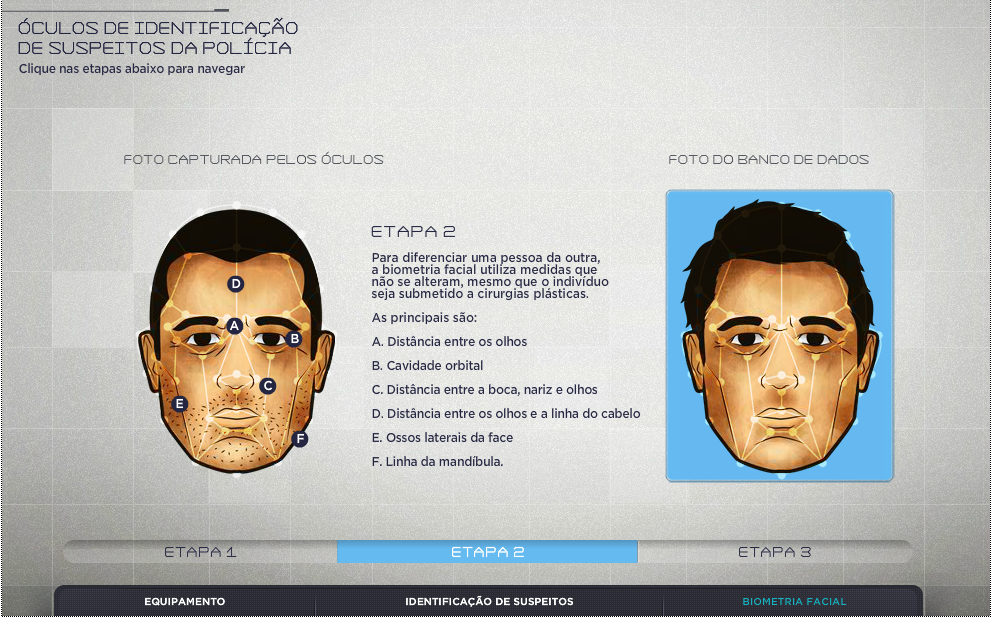 ÓCULOS DE IDENTIFICAÇÃO
DE SUSPEITOS DA POLÍCIA
Clique nas etapas abaixo para navegar
FOTO CAPTURADA PELOS ÓCULOS
FOTO DO BANCO DE DADOS
D
A
B
C
E
F
ETAPA 2
Para diferenciar uma pessoa da outra,
a biometria facial utiliza medidas que
não se alteram, mesmo que o indivíduo
seja submetido a cirurgias plásticas.
As principais são:
A. Distância entre os olhos
B. Cavidade orbital
C. Distância entre a boca, nariz e olhos
D. Distância entre os olhos e a linha do cabelo
E. Ossos laterais da face
F. Linha da mandíbula.
ETAPA 1
ETAPA 2
ETAPA 3
EQUIPAMENTO
IDENTIFICAÇÃO DE SUSPEITOS
BIOMETRIA FACIAL